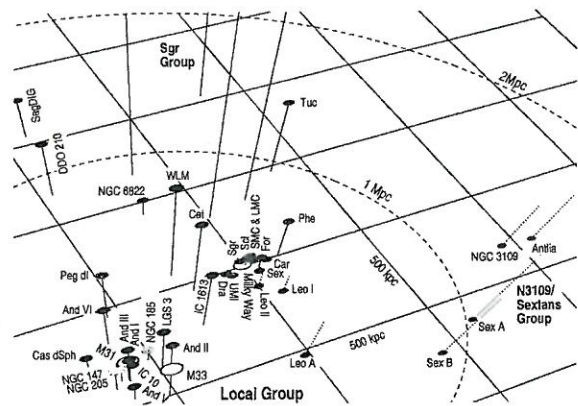 Sgr
Group
2Mpc
SagDIG
Tuc
DDO 210
WLM
NGC 6822
1 Mpc
Cet
Phe
Sgr
Scl
SMC & LMC
For
NGC 3109
Antlia
Peg dI
IC 1613
Dra
UMI
Milky Way
Car
Sex
Leo II
Leo I
500 kpc
N3109/
Sextans
Group
And VI
And III
And I
NGC 185
LGS 3
Sex A
500 kpc
Cas dSph
M31
And II
Leo A
Sex B
NGC 147
NGC 205
IC 10
M33
Local Group